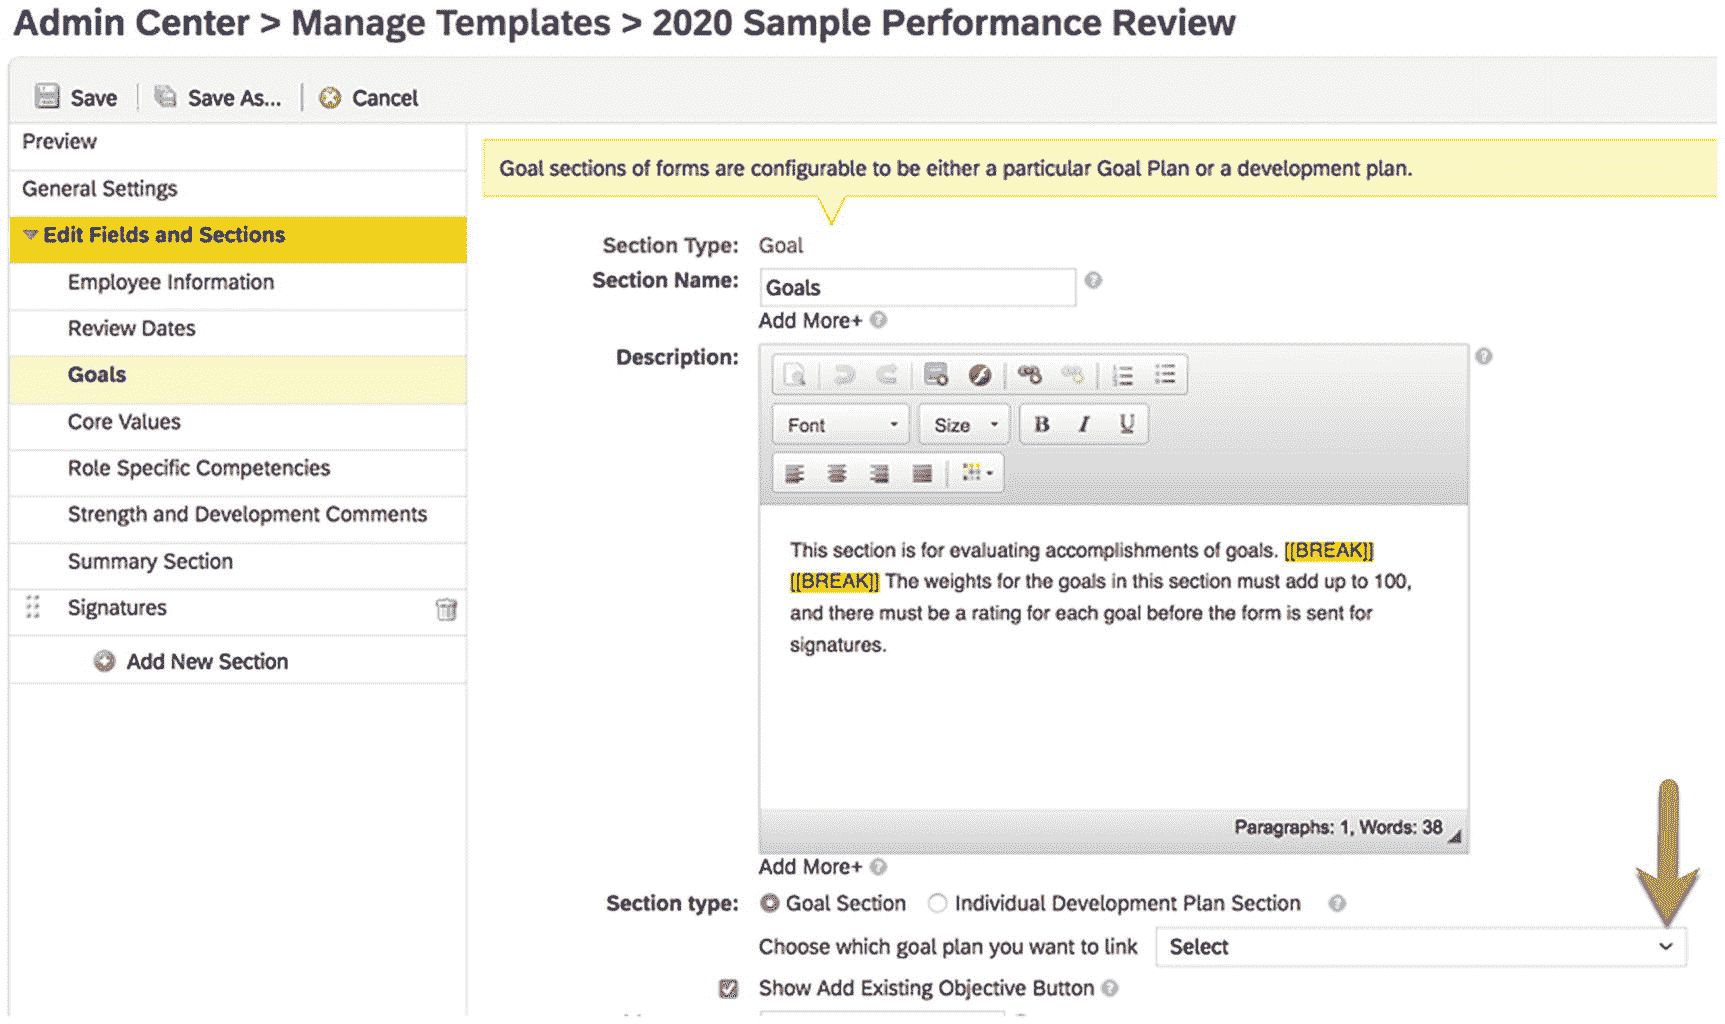 Admin Center > Manage Templates > 2020 Sample Performance Review
Save
Save As...
Cancel
Preview
General Settings
Edit Fields and Sections
Employee Information
Review Dates
Goals
Core Values
Role Specific Competencies
Strength and Development Comments
Summary Section
Signatures
Add New Section
Goal sections of forms are configurable to be either a particular Goal Plan or a development plan.
Section Type: Goal
Section Name: Goals
Add More+
Description:
Font Size B I U
This section is for evaluating accomplishments of goals. [[BREAK]]
[[BREAK]] The weights for the goals in this section must add up to 100,
and there must be a rating for each goal before the form is sent for
signatures.
Paragraphs: 1, Words: 38
Add More+
Section type: Goal Section Individual Development Plan Section
Choose which goal plan you want to link Select
Show Add Existing Objective Button